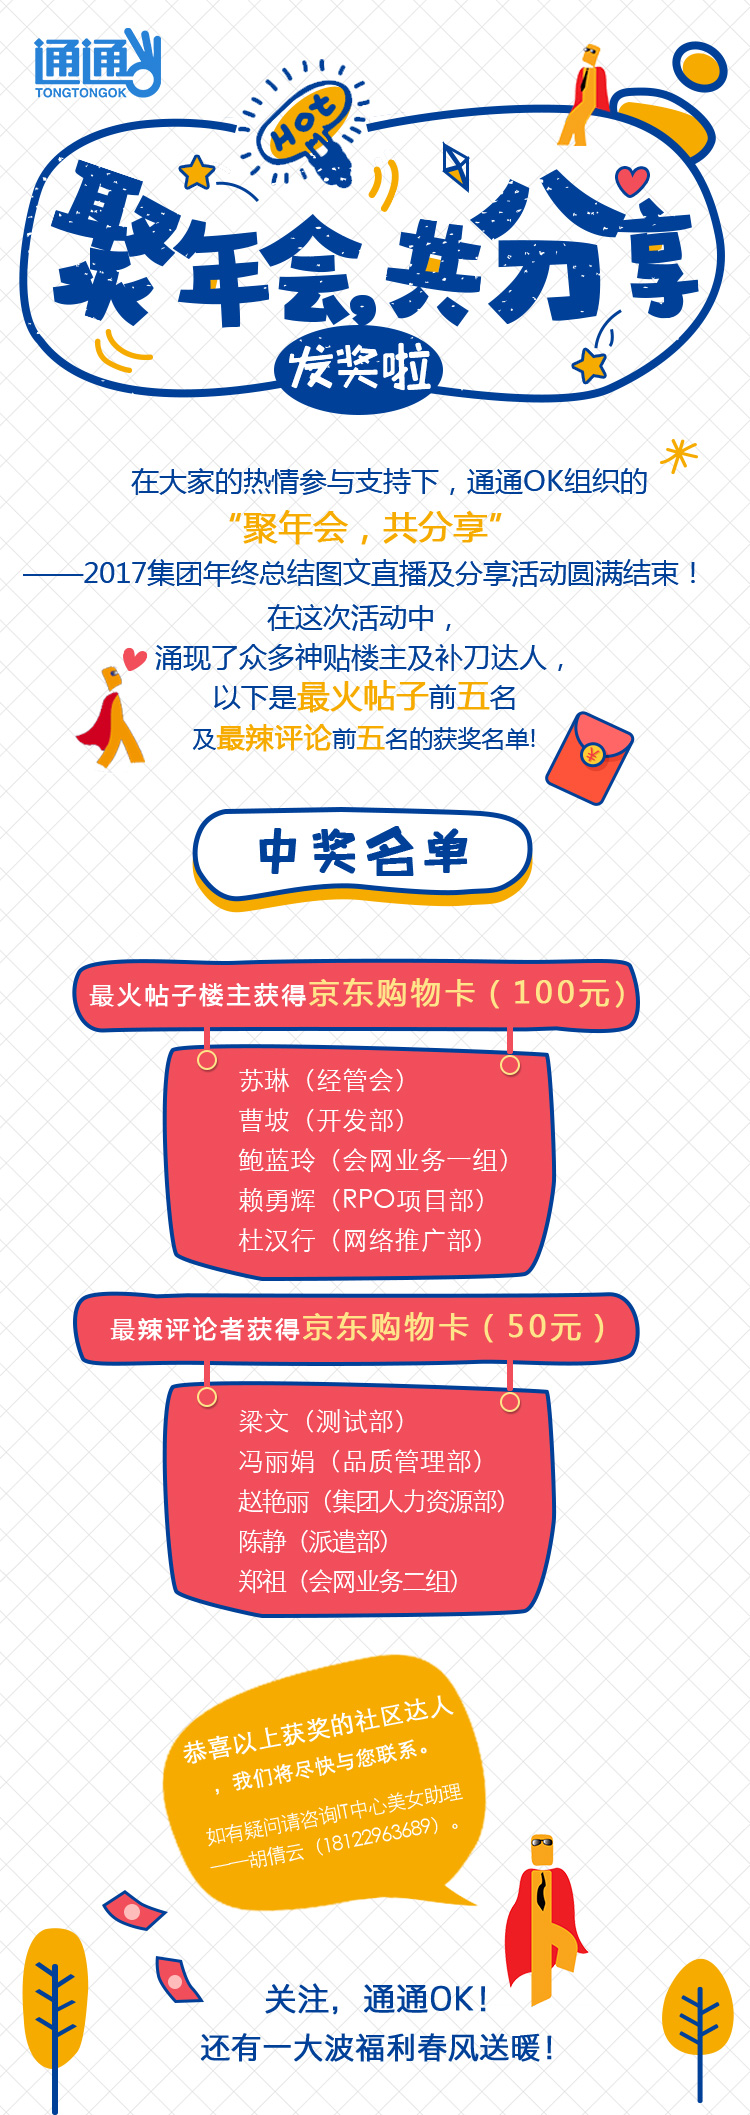 通通
TONGTONGOK
HOT
聚年会,共分享
发奖啦
在大家的热情参与支持下，通通OK组织的
“聚年会，共分享”
——2017集团年终总结图文直播及分享活动圆满结束！
在这次活动中，
涌现了众多神贴楼主及补刀达人，
以下是最火帖子前五名
及最辣评论前五名的获奖名单!
中奖名单
最火帖子楼主获得京东购物卡（100元）
苏琳（经管会）
曹坡（开发部）
鲍蓝玲（会网业务一组）
赖勇辉（RPO项目部）
杜汉行（网络推广部）
最辣评论者获得京东购物卡（50元）
梁文（测试部）
冯丽娟（品质管理部）
赵艳丽（集团人力资源部）
陈静（派遣部）
郑祖（会网业务二组）
恭喜以上获奖的社区达人
，我们将尽快与您联系。
如有疑问请咨询IT中心美女助理
——胡倩云（18122963689）。
关注，通通OK！
还有一大波福利春风送暖！